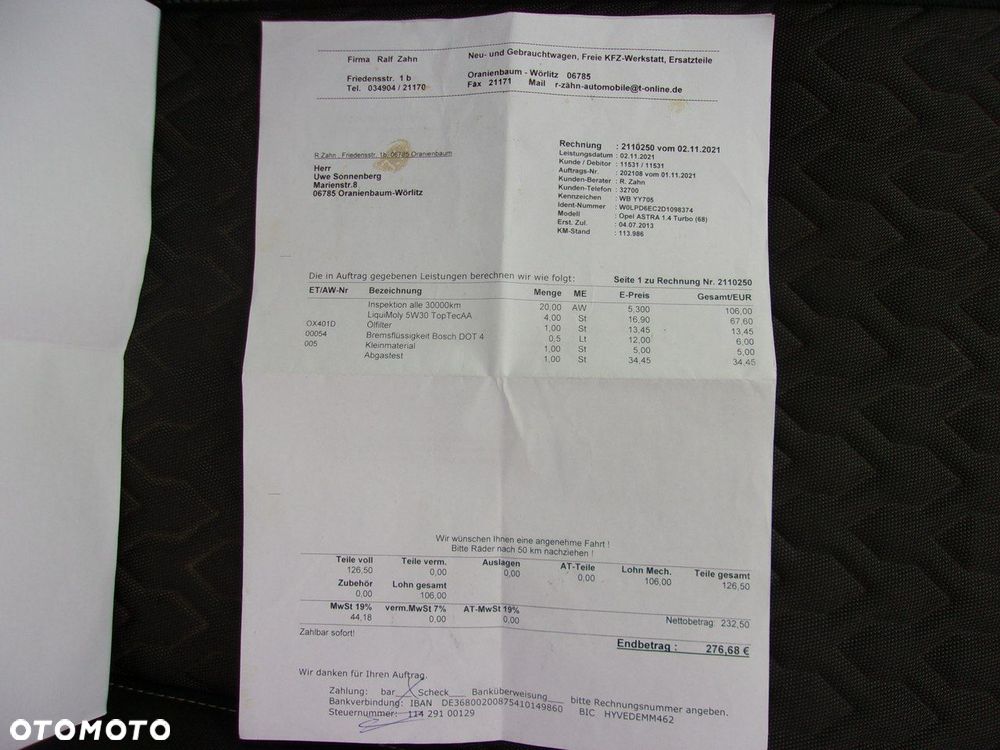 Firma Ralf Zahn
Neu- und Gebrauchtwagen, Freie KFZ-Werkstatt, Ersatzteile
Friedensstr. 1 b
Oranienbaum - Wörlitz 06785
Tel. 034904 / 21170
Fax 21171 Mail r-zahn-automobile@t-online.de
R.Zahn , Friedensstr. 1b, 06785 Oranienbaum
Herr
Uwe Sonnenberg
Marienstr.8
06785 Oranienbaum-Wörlitz
Rechnung : 2110250 vom 02.11.2021
Leistungsdatum : 02.11.2021
Kunde / Debitor : 11531 / 11531
Auftrags-Nr. : 202108 vom 01.11.2021
Kunden-Berater : R. Zahn
Kunden-Telefon : 32700
Kennzeichen : WB YY705
Ident-Nummer : W0LPD6EC2D1098374
Modell : Opel ASTRA 1.4 Turbo (68)
Erst. Zul. : 04.07.2013
KM-Stand : 113.986
Die in Auftrag gegebenen Leistungen berechnen wir wie folgt:
Seite 1 zu Rechnung Nr. 2110250
ET/AW-Nr Bezeichnung Menge ME E-Preis Gesamt/EUR
Inspektion alle 30000km 20,00 AW 5,300 106,00
LiquiMoly 5W30 TopTecAA 4,00 St 16,90 67,60
OX401D Ölfilter 1,00 St 13,45 13,45
00054 Bremsflüssigkeit Bosch DOT 4 0,5 Lt 12,00 6,00
005 Kleinmaterial 1,00 St 5,00 5,00
Abgastest 1,00 St 34,45 34,45
Wir wünschen Ihnen eine angenehme Fahrt !
Bitte Räder nach 50 km nachziehen !
Teile voll Teile verm. Auslagen AT-Teile Lohn Mech. Teile gesamt
126,50 0,00 0,00 0,00 106,00 126,50
Zubehör Lohn gesamt
0,00 106,00
MwSt 19% verm.MwSt 7% AT-MwSt 19%
44,18 0,00 0,00 Nettobetrag: 232,50
Zahlbar sofort!
Endbetrag : 276,68 €
Wir danken für Ihren Auftrag.
Zahlung: bar__X__Scheck___ Banküberweisung___ bitte Rechnungsnummer angeben.
Bankverbindung: IBAN DE36800200875410149860 BIC HYVEDEMM462
Steuernummer: 114 291 00129
OTOMOTO